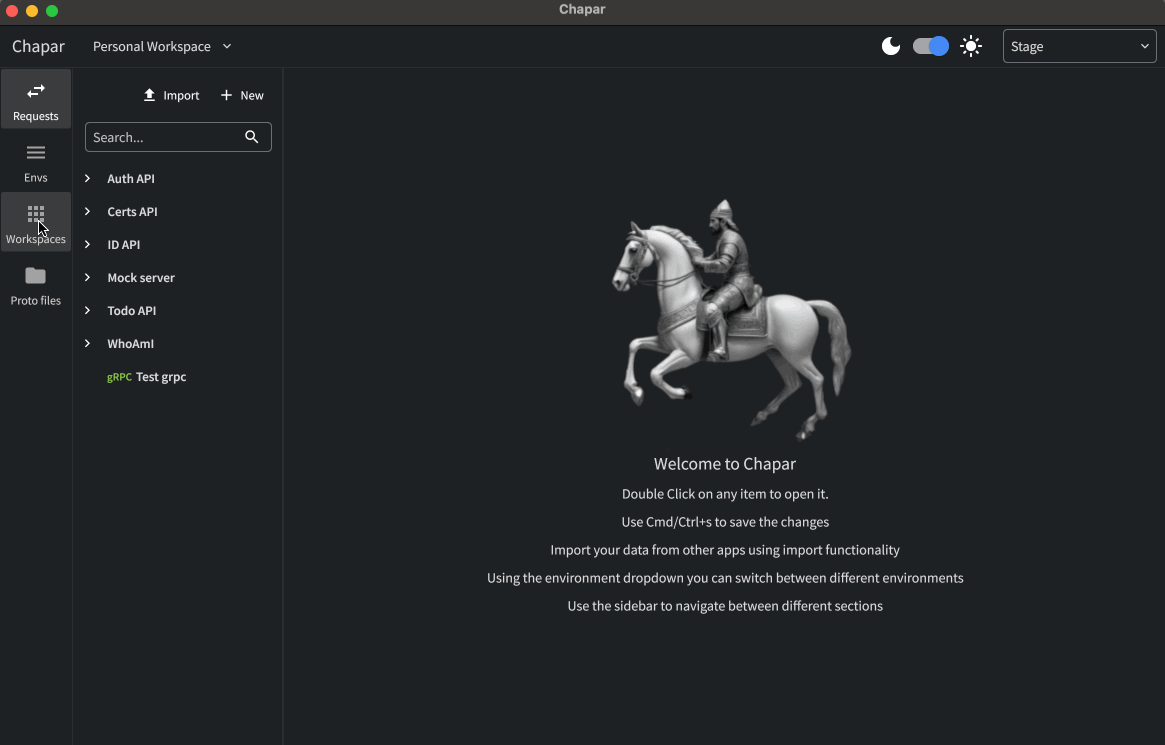 Chapar
Chapar
Personal Workspace
Stage
Requests
Envs
Workspaces
Proto files
Import
New
Search...
Auth API
Certs API
ID API
Mock server
Todo API
WhoAmI
gRPC Test grpc
Welcome to Chapar
Double Click on any item to open it.
Use Cmd/Ctrl+s to save the changes
Import your data from other apps using import functionality
Using the environment dropdown you can switch between different environments
Use the sidebar to navigate between different sections